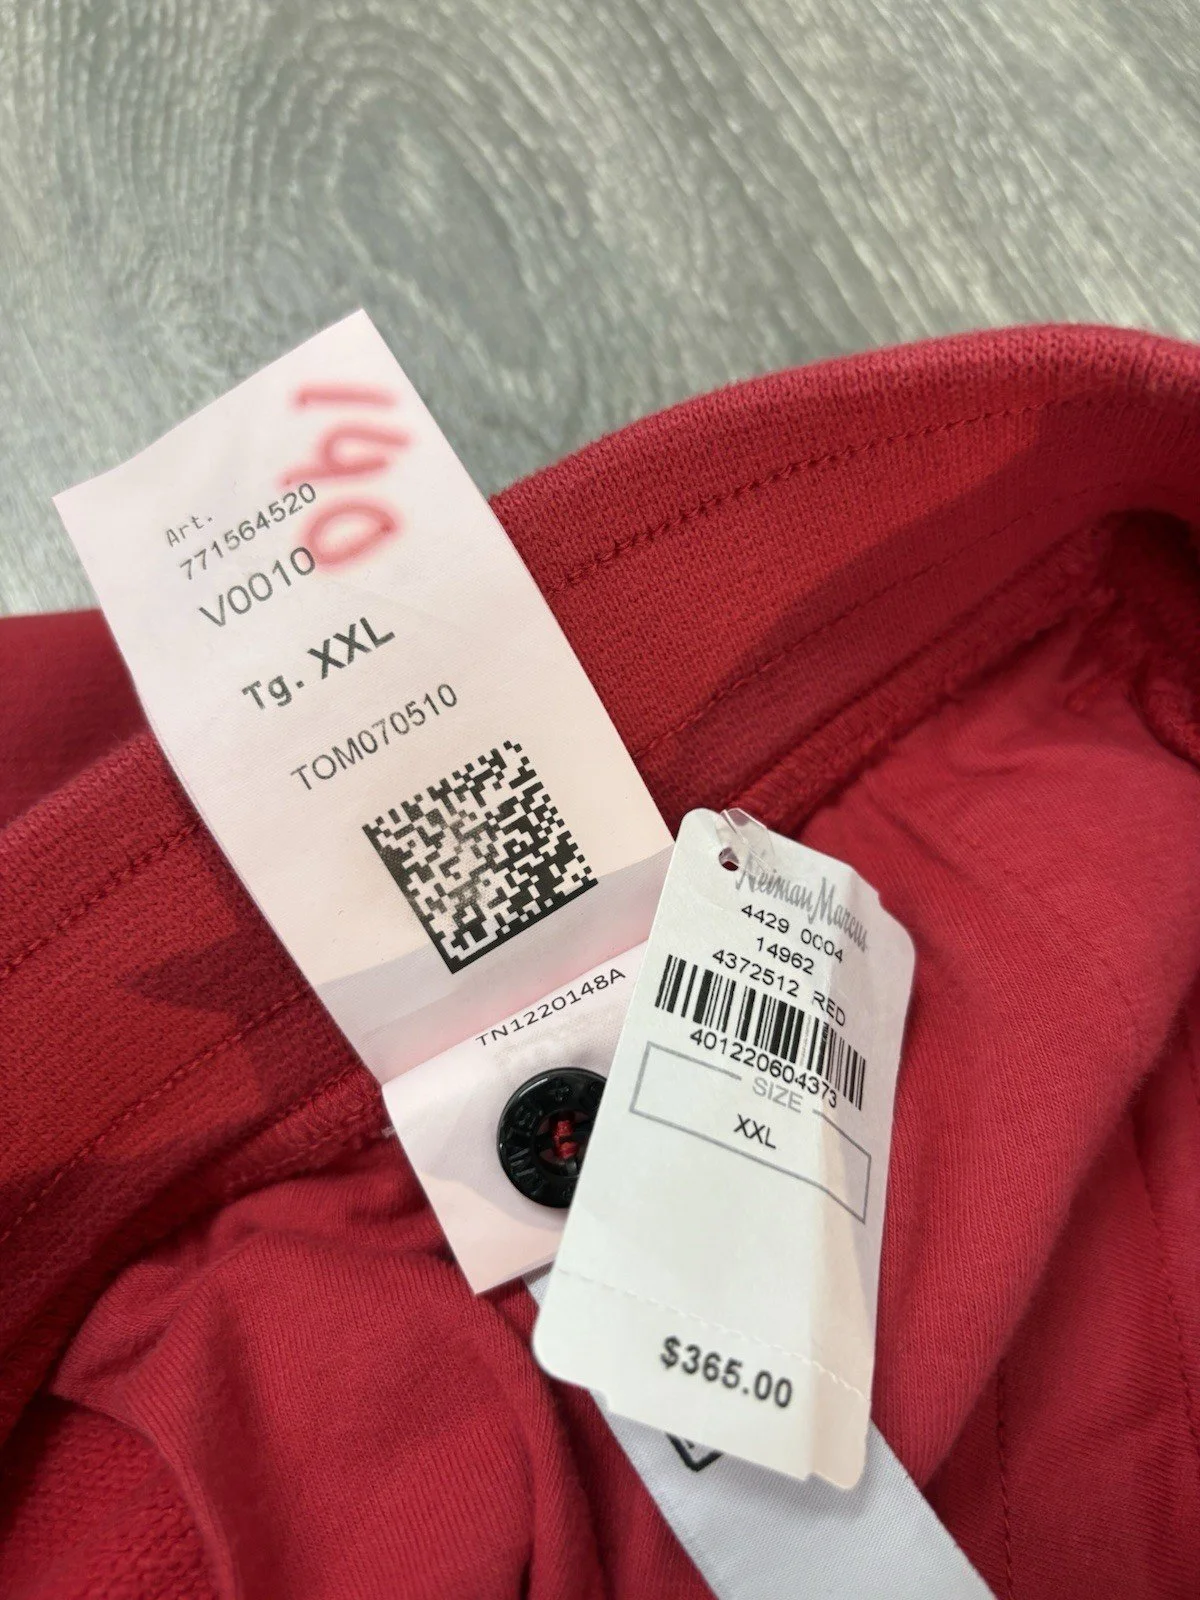 190
Art.
771564520
V0010
Tg. XXL
TOM070510
TN1220148A
Neiman Marcus
4429 0004
14962
4372512 RED
401220604373
SIZE
XXL
$365.00